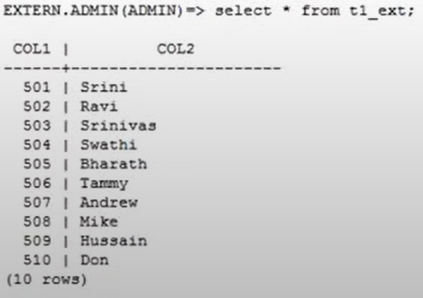 EXTERN.ADMIN(ADMIN)=> select * from t1_ext;
COL1 | COL2
------+----------------------
501 | Srini
502 | Ravi
503 | Srinivas
504 | Swathi
505 | Bharath
506 | Tammy
507 | Andrew
508 | Mike
509 | Hussain
510 | Don
(10 rows)